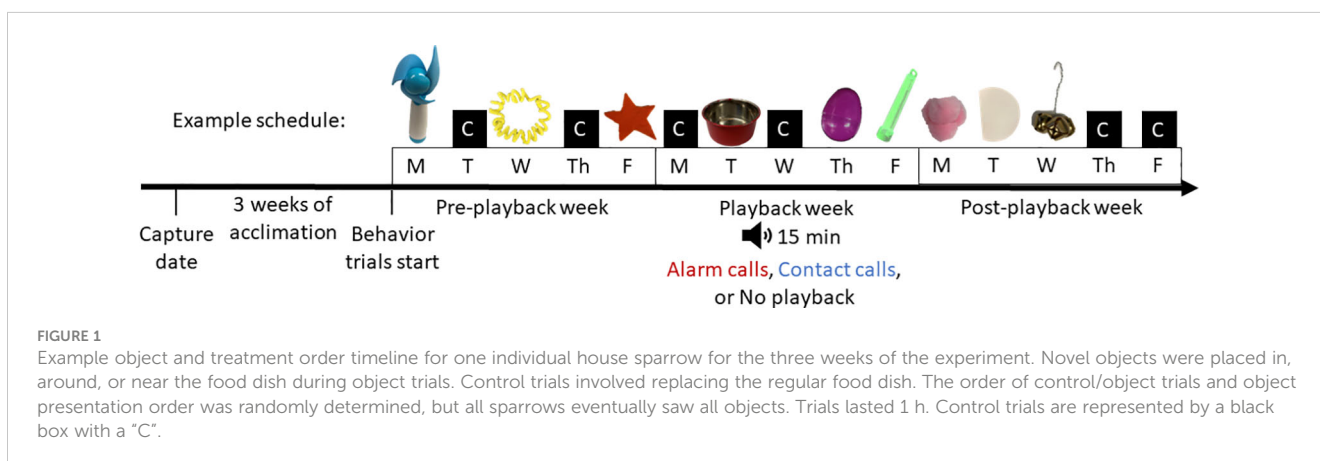 C C C C C C
Example schedule:
M T W Th F M T W Th F M T W Th F
Pre-playback week Playback week Post-playback week
3 weeks of
acclimation
Capture
date
Behavior
trials start
15 min
Alarm calls, Contact calls,
or No playback
FIGURE 1
Example object and treatment order timeline for one individual house sparrow for the three weeks of the experiment. Novel objects were placed in,
around, or near the food dish during object trials. Control trials involved replacing the regular food dish. The order of control/object trials and object
presentation order was randomly determined, but all sparrows eventually saw all objects. Trials lasted 1 h. Control trials are represented by a black
box with a “C”.